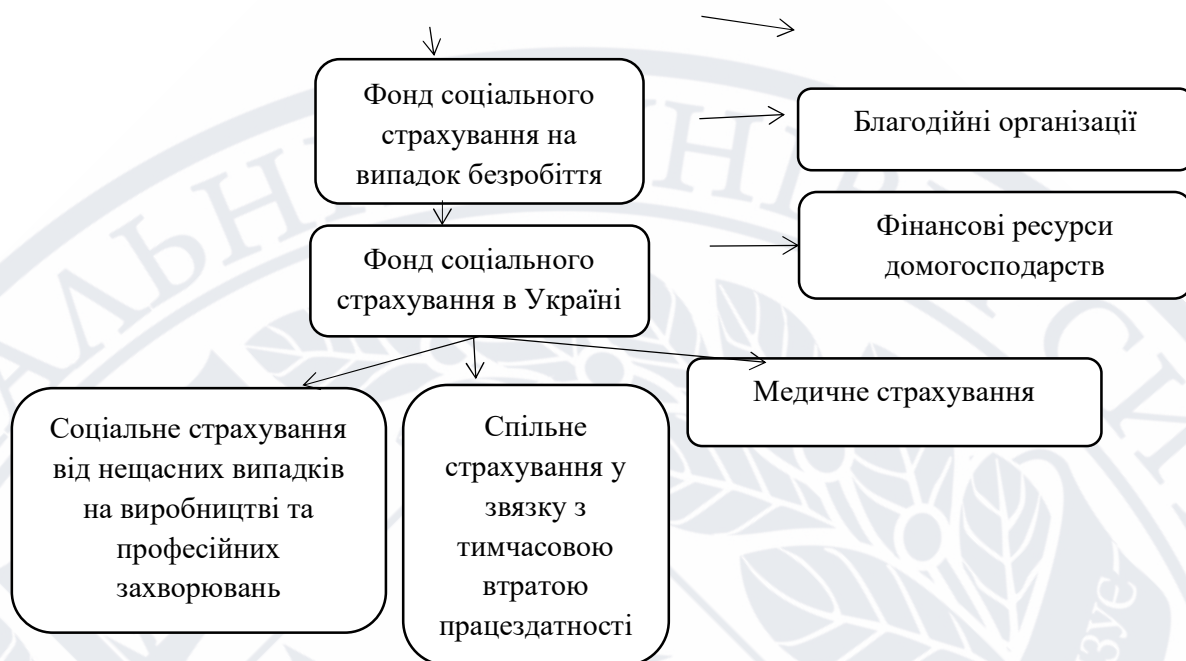 Фонд соціального
страхування на
випадок безробіття
Благодійні організації
Фонд соціального
страхування в Україні
Фінансові ресурси
домогосподарств
Соціальне страхування
від нещасних випадків
на виробництві та
професійних
захворювань
Спільне
страхування у
звязку з
тимчасовою
втратою
працездатності
Медичне страхування